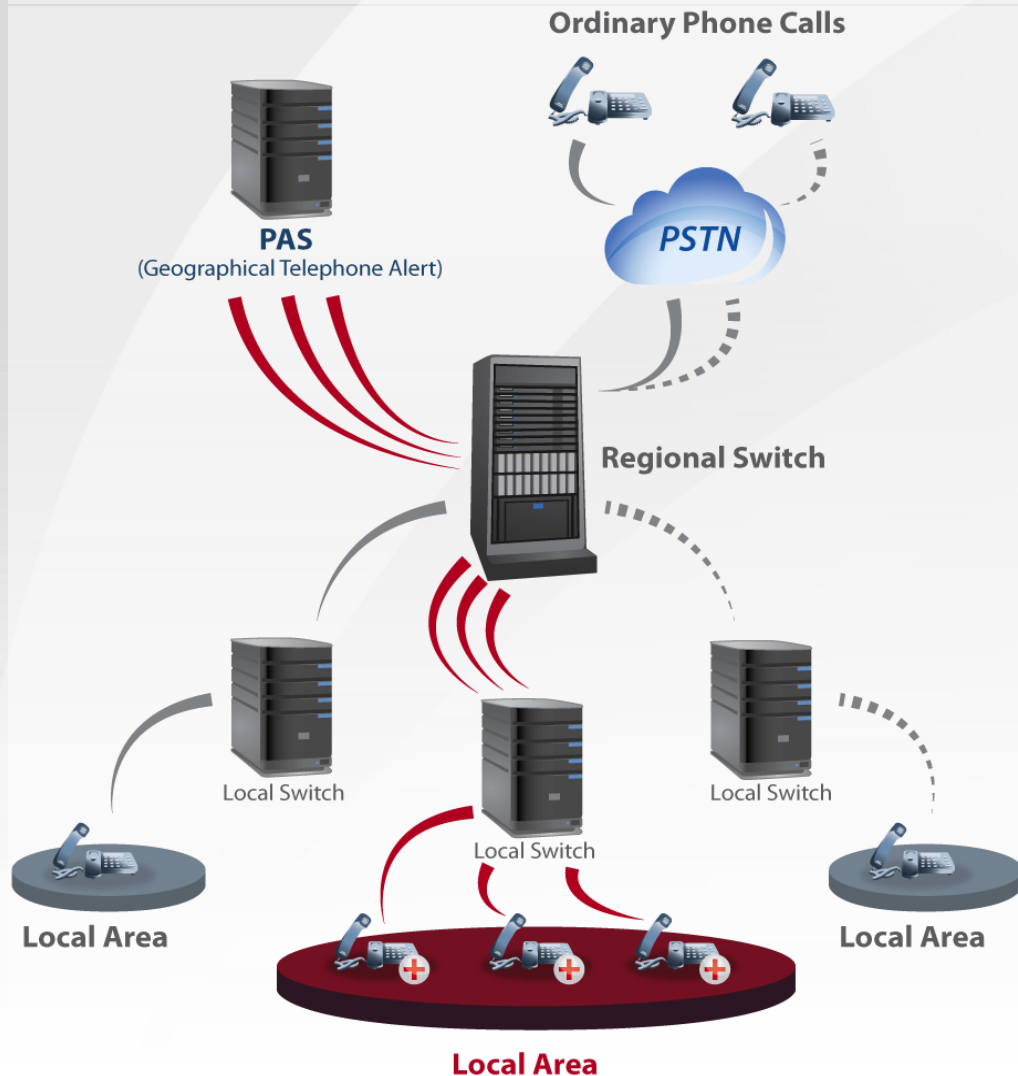 Ordinary Phone Calls
PSTN
PAS
(Geographical Telephone Alert)
Regional Switch
Local Switch
Local Switch
Local Switch
Local Area
Local Area
Local Area